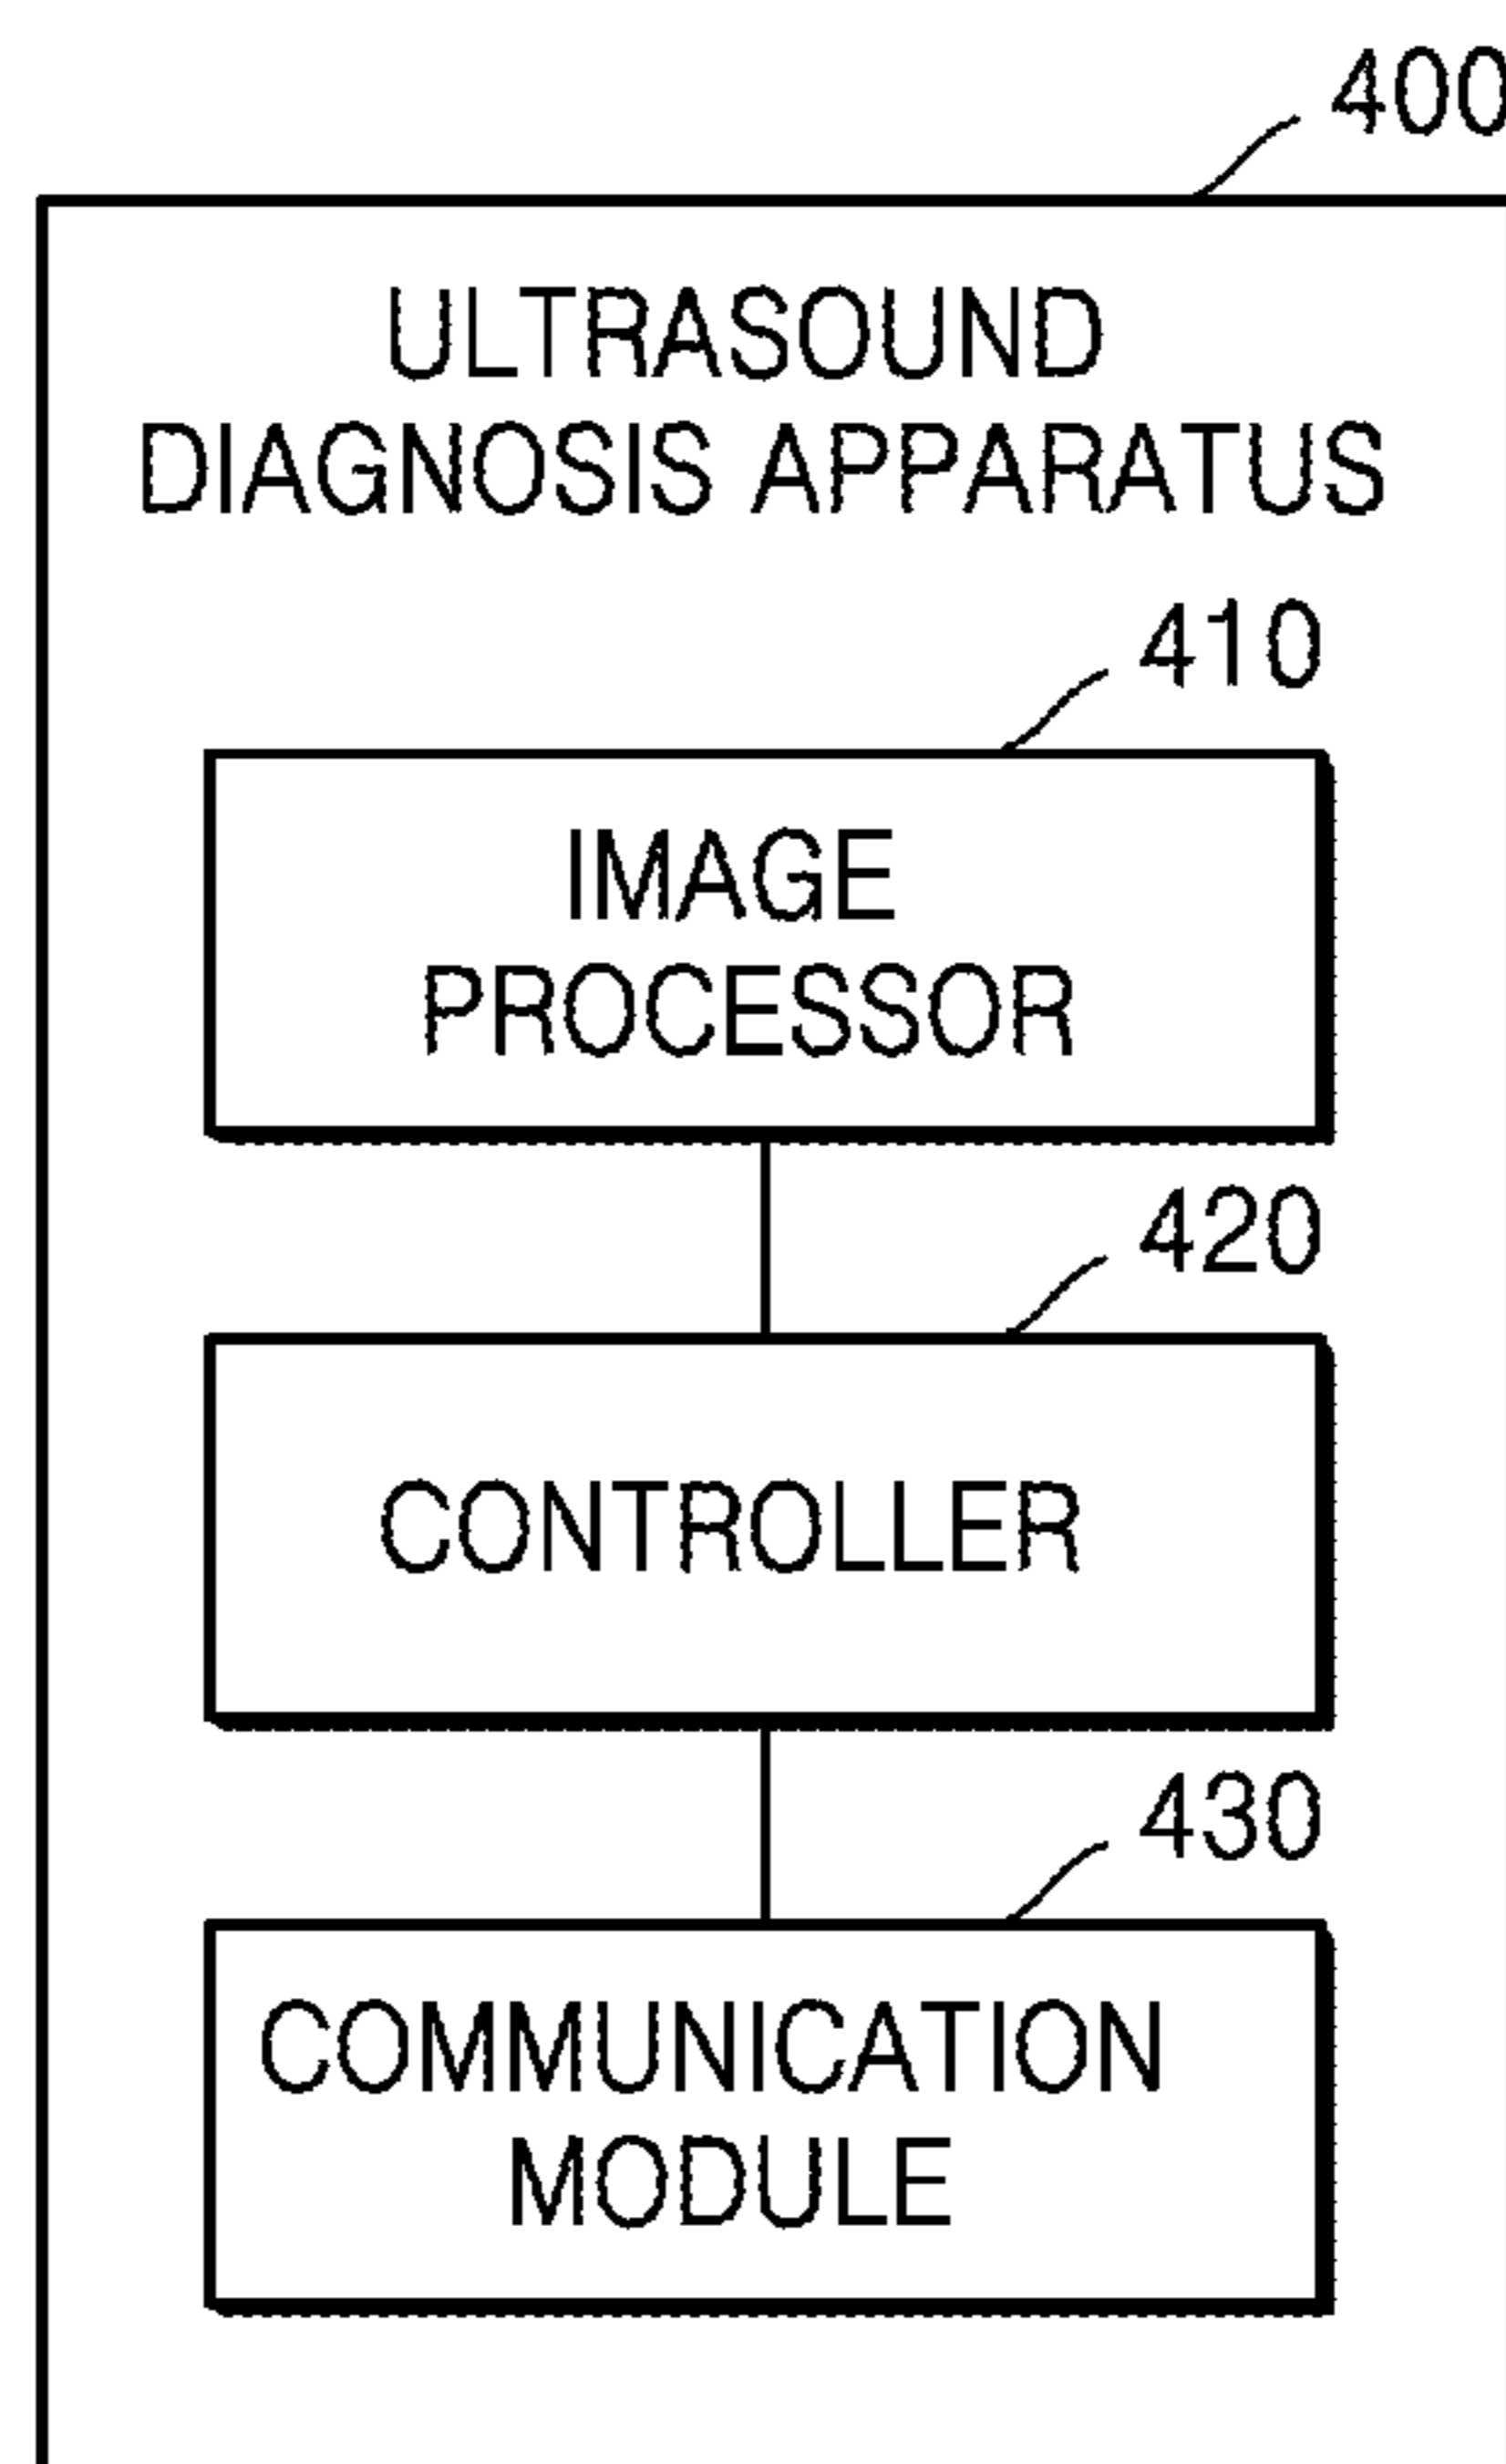 400
ULTRASOUND
DIAGNOSIS APPARATUS
410
IMAGE
PROCESSOR
420
CONTROLLER
430
COMMUNICATION
MODULE